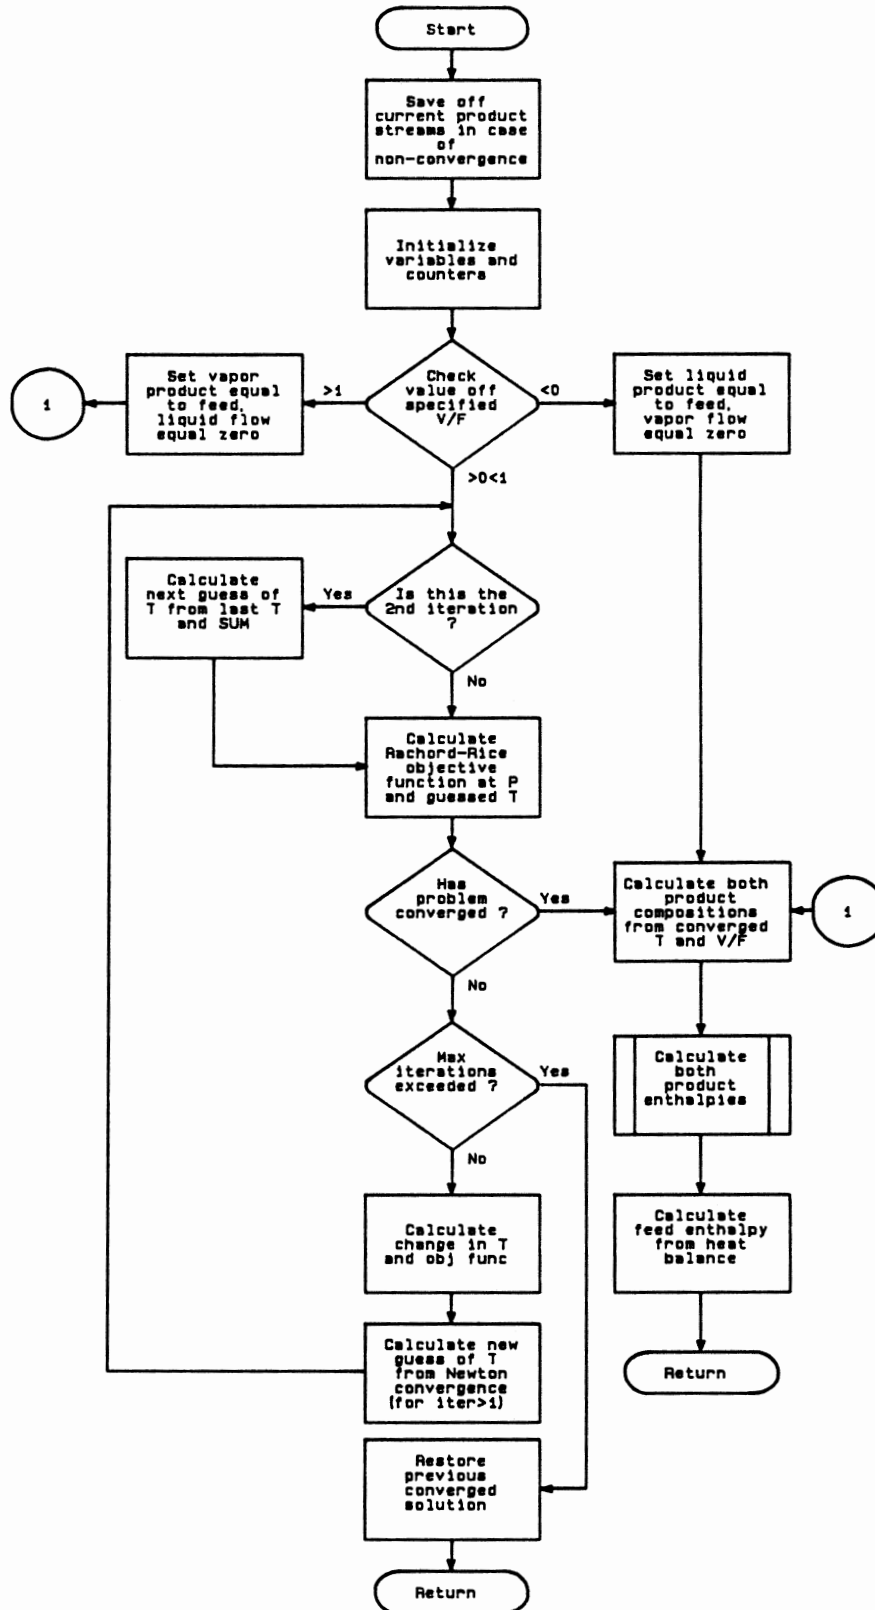 Start
Save off
current product
streams in case
of
non-convergence
Initialize
variables and
counters
1
Set vapor
product equal
to feed,
liquid flow
equal zero
>1
Check
value off
specified
V/F
<0
Set liquid
product equal
to feed,
vapor flow
equal zero
>0<1
Calculate
next guess of
T from last T
and SUM
Yes
Is this the
2nd iteration
?
No
Calculate
Rachord-Rice
objective
function at P
and guessed T
Has
problem
converged ?
Yes
Calculate both
product
compositions
from converged
T and V/F
1
No
Max
iterations
exceeded ?
Yes
Calculate
both
product
enthalpies
No
Calculate
change in T
and obj func
Calculate
feed enthalpy
from heat
balance
Calculate new
guess of T
from Newton
convergence
(for iter>1)
Return
Restore
previous
converged
solution
Return